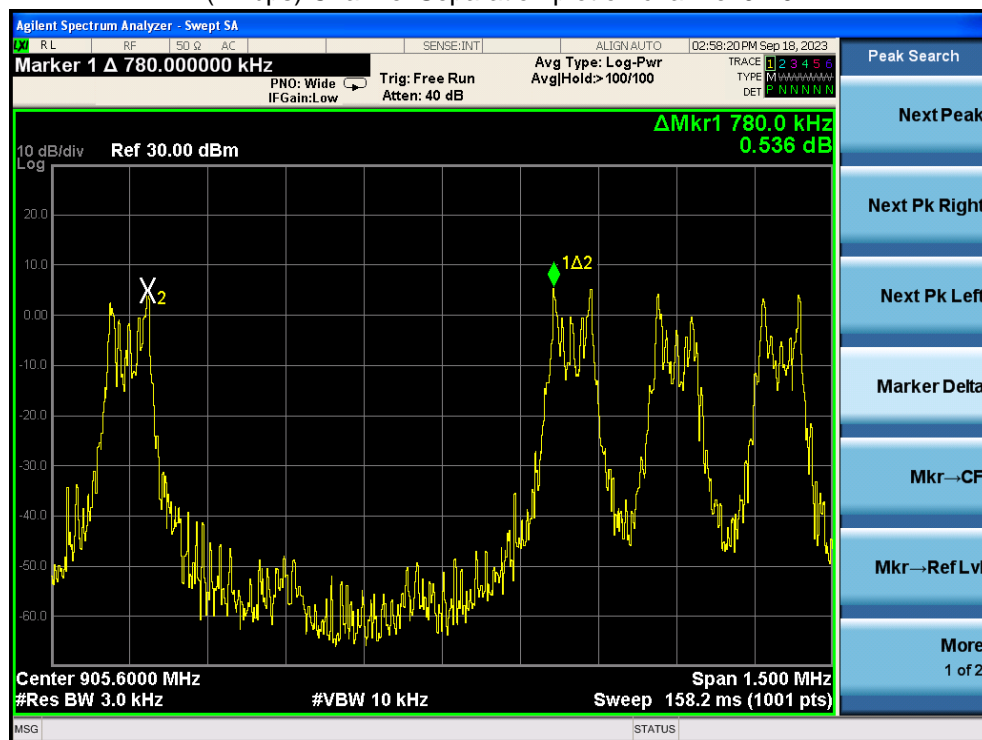 Agilent Spectrum Analyzer - Swept SA
LXI RL RF 50 Ω AC SENSE:INT ALIGN AUTO 02:58:20 PM Sep 18, 2023
Marker 1 Δ 780.000000 kHz
PNO: Wide
IFGain:Low
Trig: Free Run
Atten: 40 dB
Avg Type: Log-Pwr
Avg|Hold:>100/100
TRACE 1 2 3 4 5 6
TYPE M
DET P N N N N N
ΔMkr1 780.0 kHz
0.536 dB
10 dB/div Ref 30.00 dBm
Log
20.0
10.0
0.00
-10.0
-20.0
-30.0
-40.0
-50.0
-60.0
X2
1Δ2
Center 905.6000 MHz
Span 1.500 MHz
#Res BW 3.0 kHz
#VBW 10 kHz
Sweep 158.2 ms (1001 pts)
MSG
STATUS
Peak Search
Next Peak
Next Pk Right
Next Pk Left
Marker Delta
Mkr→CF
Mkr→Ref Lvl
More
1 of 2